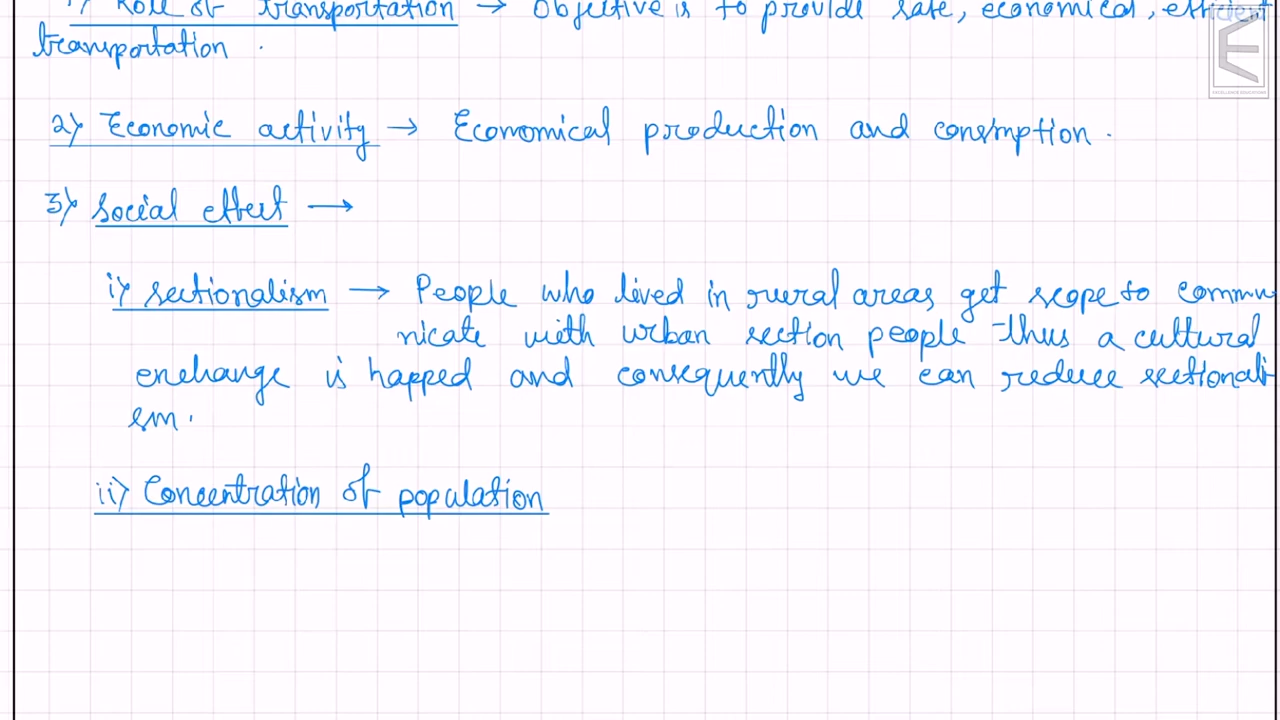 1) Role of transportation → Objective is to provide safe, economical, efficient
transportation.
2) Economic activity → Economical production and consmption.
3) Social effect →
i) sectionalism → People who lived in rural areas get scope to commu
nicate with urban section people thus a cultural
enchange is happed and consequently we can reduce sectionali
sm.
ii) Concentration of population